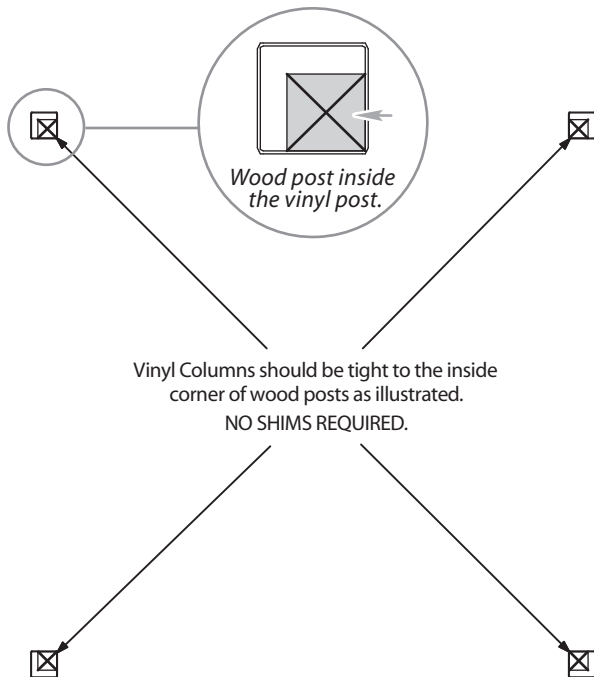 Wood post inside
the vinyl post.
Vinyl Columns should be tight to the inside
corner of wood posts as illustrated.
NO SHIMS REQUIRED.